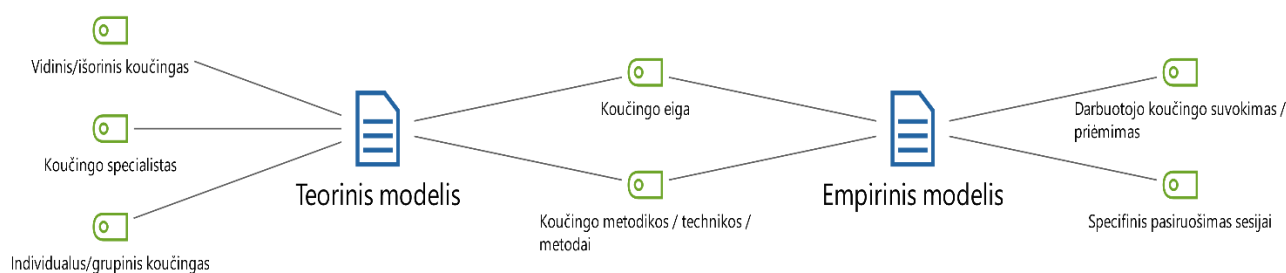 Vidinis/išorinis koučingas
Koučingo specialistas
Individualus/grupinis koučingas
Teorinis modelis
Koučingo eiga
Koučingo metodikos / technikos /
metodai
Empirinis modelis
Darbuotojo koučingo suvokimas /
priėmimas
Specifinis pasiruošimas sesijai